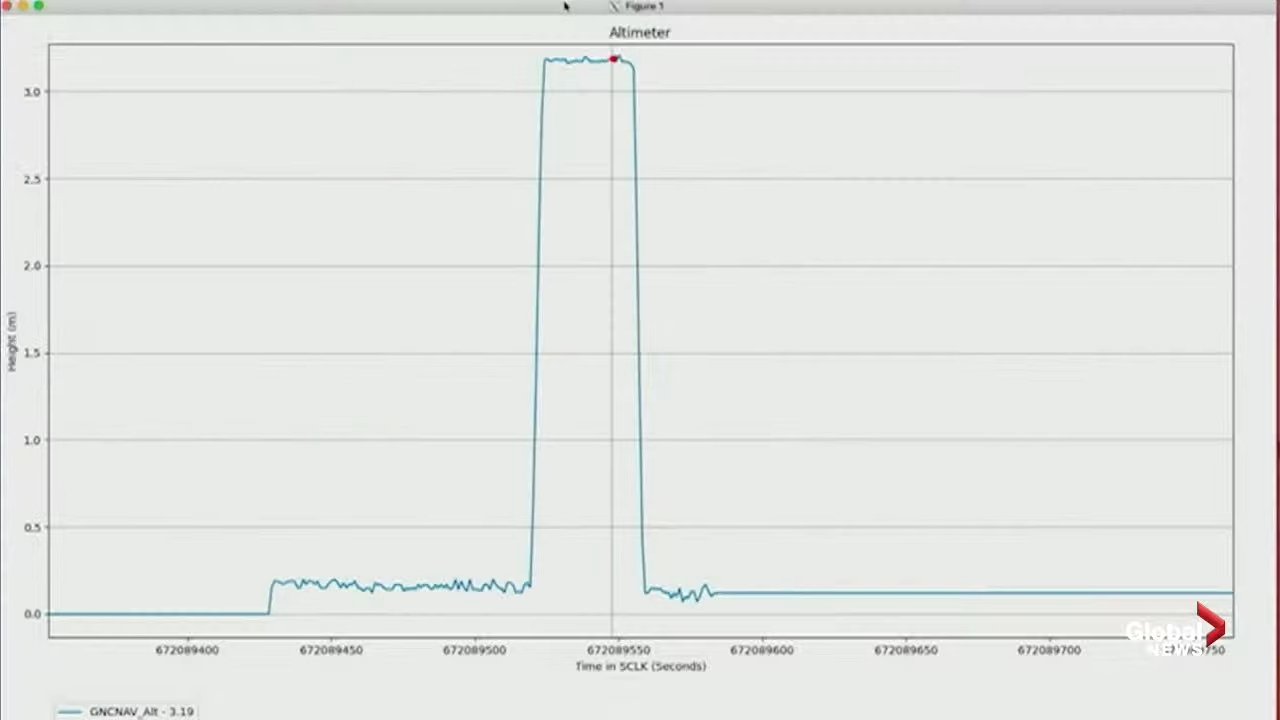 Figure 1
Altimeter
3.0
2.5
2.0
1.5
1.0
0.5
0.0
Height (m)
672089400 672089450 672089500 672089550 672089600 672089650 672089700 750
Time in SCLK (Seconds)
GNCNAV_Alt - 3.19
Global
NEWS